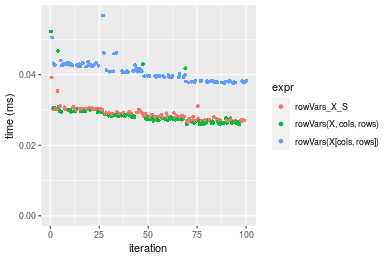 time (ms)
0.04
0.02
0.00
0
25
50
75
100
iteration
expr
rowVars_X_S
rowVars(X, cols, rows)
rowVars(X[cols, rows])